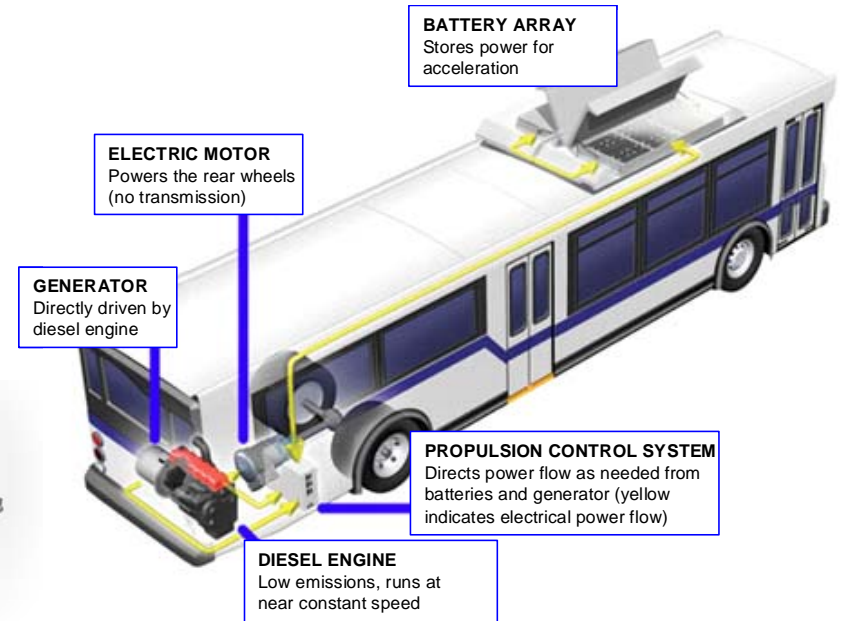 BATTERY ARRAY
Stores power for
acceleration
ELECTRIC MOTOR
Powers the rear wheels
(no transmission)
GENERATOR
Directly driven by
diesel engine
PROPULSION CONTROL SYSTEM
Directs power flow as needed from
batteries and generator (yellow
indicates electrical power flow)
DIESEL ENGINE
Low emissions, runs at
near constant speed